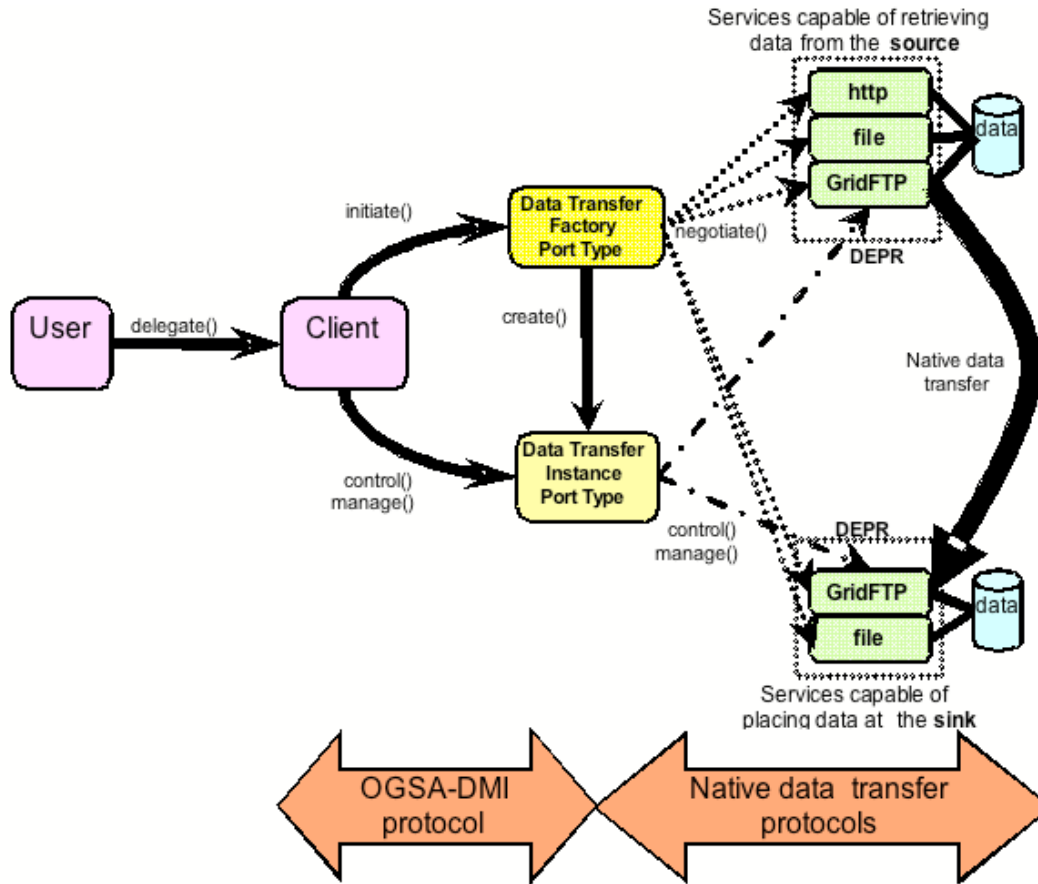 Services capable of retrieving
data from the source
http
file
GridFTP
data
DEPR
initiate()
Data Transfer
Factory
Port Type
negotiate()
User
delegate()
Client
create()
Native data
transfer
control()
manage()
Data Transfer
Instance
Port Type
control()
manage()
DEPR
GridFTP
file
data
Services capable of
placing data at the sink
OGSA-DMI
protocol
Native data transfer
protocols